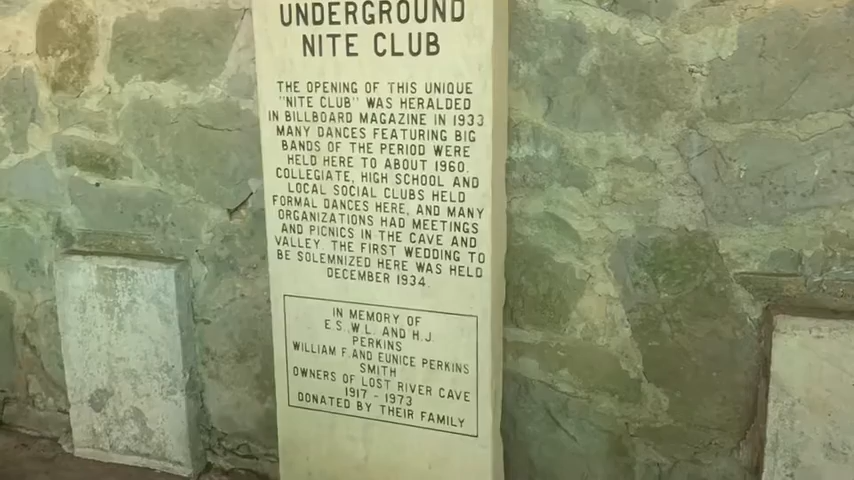 UNDERGROUND
NITE CLUB
THE OPENING OF THIS UNIQUE
"NITE CLUB" WAS HERALDED
IN BILLBOARD MAGAZINE IN 1933
MANY DANCES FEATURING BIG
BANDS OF THE PERIOD WERE
HELD HERE TO ABOUT 1960.
COLLEGIATE, HIGH SCHOOL AND
LOCAL SOCIAL CLUBS HELD
FORMAL DANCES HERE, AND MANY
ORGANIZATIONS HAD MEETINGS
AND PICNICS IN THE CAVE AND
VALLEY. THE FIRST WEDDING TO
BE SOLEMNIZED HERE WAS HELD
DECEMBER 1934.
IN MEMORY OF
E.S., W.L. AND H.J.
PERKINS
WILLIAM F. AND EUNICE PERKINS
SMITH
OWNERS OF LOST RIVER CAVE
1917 - 1973
DONATED BY THEIR FAMILY